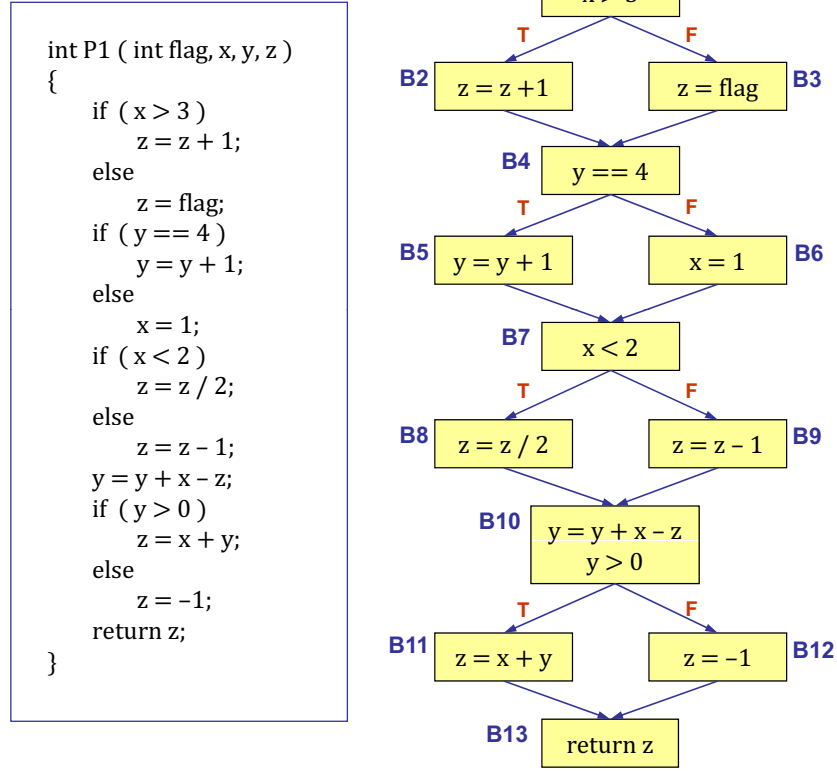 int P1 ( int flag, x, y, z )
{
if ( x > 3 )
z = z + 1;
else
z = flag;
if ( y == 4 )
y = y + 1;
else
x = 1;
if ( x < 2 )
z = z / 2;
else
z = z – 1;
y = y + x – z;
if ( y > 0 )
z = x + y;
else
z = –1;
return z;
}
x > 3
T F
B2 z = z +1 z = flag B3
B4 y == 4
T F
B5 y = y + 1 x = 1 B6
B7 x < 2
T F
B8 z = z / 2 z = z – 1 B9
B10 y = y + x – z
y > 0
T F
B11 z = x + y z = –1 B12
B13 return z